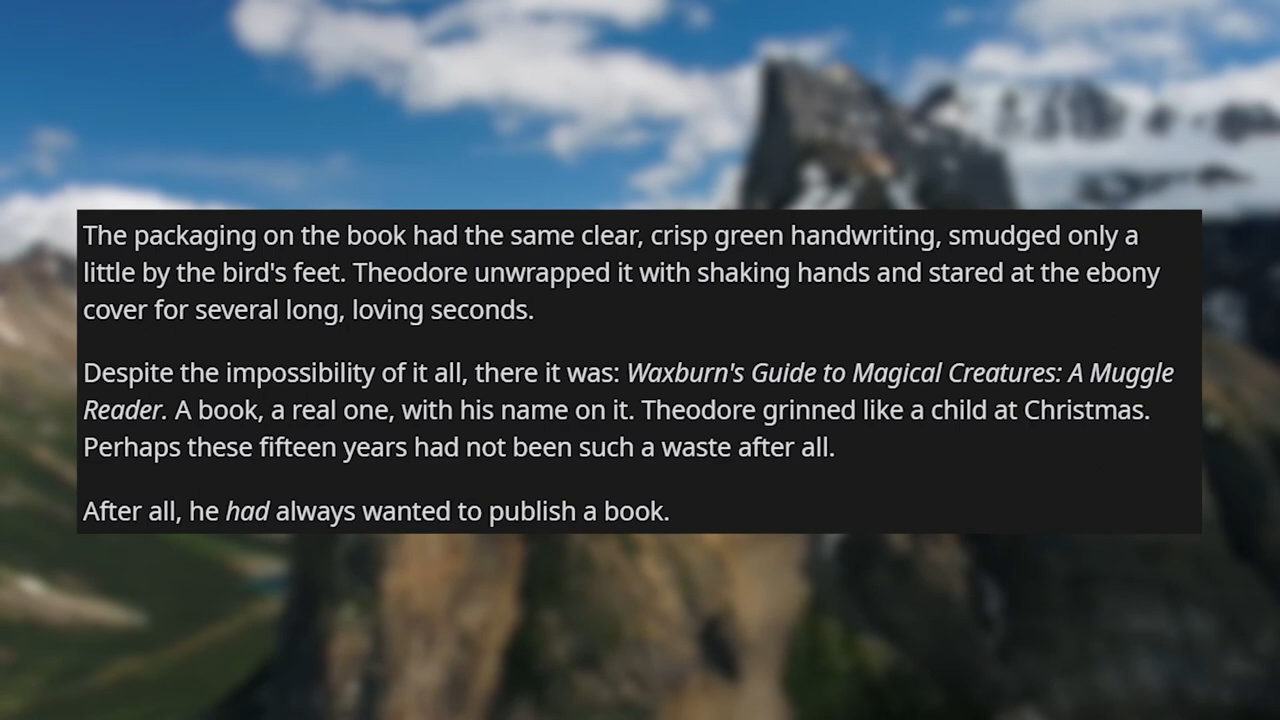 The packaging on the book had the same clear, crisp green handwriting, smudged only a
little by the bird's feet. Theodore unwrapped it with shaking hands and stared at the ebony
cover for several long, loving seconds.
Despite the impossibility of it all, there it was: Waxburn's Guide to Magical Creatures: A Muggle
Reader. A book, a real one, with his name on it. Theodore grinned like a child at Christmas.
Perhaps these fifteen years had not been such a waste after all.
After all, he had always wanted to publish a book.